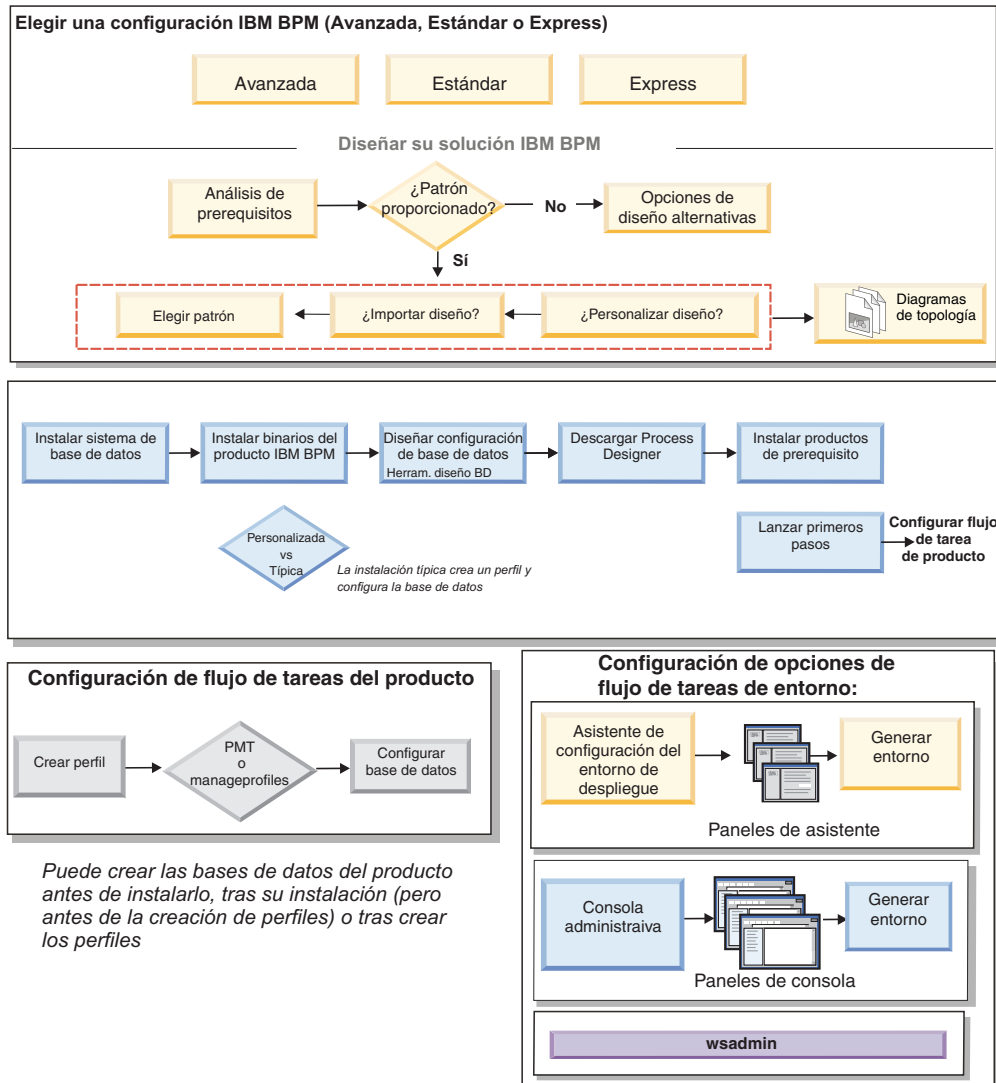 Elegir una configuración IBM BPM (Avanzada, Estándar o Express)
Avanzada
Estándar
Express
Diseñar su solución IBM BPM
Análisis de
prerequisitos
¿Patrón
proporcionado?
No
Opciones de
diseño alternativas
Sí
Elegir patrón
¿Importar diseño?
¿Personalizar diseño?
Diagramas
de topología
Instalar sistema de
base de datos
Instalar binarios del
producto IBM BPM
Diseñar configuración
de base de datos
Herram. diseño BD
Descargar Process
Designer
Instalar productos
de prerequisito
Personalizada
vs
Típica
La instalación típica crea un perfil y
configura la base de datos
Lanzar primeros
pasos
Configurar flujo
de tarea
de producto
Configuración de flujo de tareas del producto
Crear perfil
PMT
o
manageprofiles
Configurar
base de datos
Puede crear las bases de datos del producto
antes de instalarlo, tras su instalación (pero
antes de la creación de perfiles) o tras crear
los perfiles
Configuración de opciones de
flujo de tareas de entorno:
Asistente de
configuración del
entorno de
despliegue
Generar
entorno
Paneles de asistente
Consola
administraiva
Generar
entorno
Paneles de consola
wsadmin